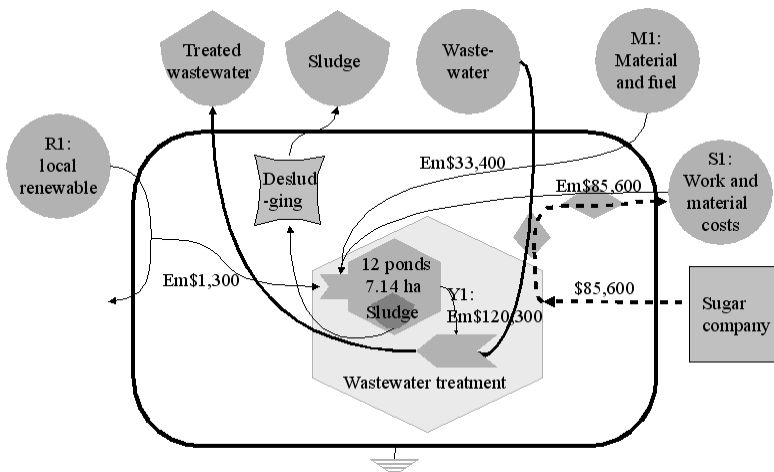 Treated
wastewater
Sludge
Waste-
water
M1:
Material
and fuel
R1:
local
renewable
Deslud
-ging
Em$33,400
Em$85,600
S1:
Work and
material
costs
12 ponds
7.14 ha
Sludge
Em$1,300
Y1:
Em$120,300
$85,600
Sugar
company
Wastewater treatment